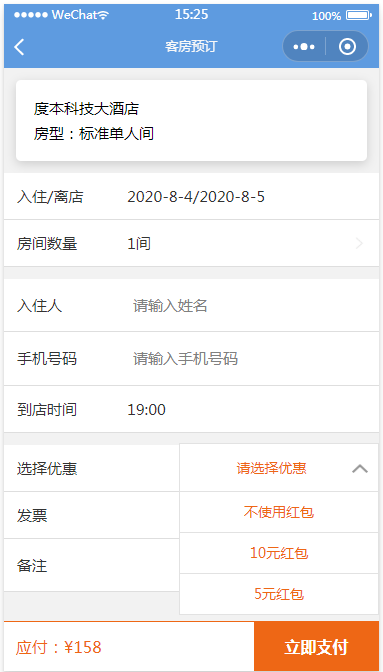 WeChat 15:25 100%
客房预订
度本科技大酒店
房型：标准单人间
入住/离店 2020-8-4/2020-8-5
房间数量 1间
入住人 请输入姓名
手机号码 请输入手机号码
到店时间 19:00
选择优惠 请选择优惠
发票 不使用红包
10元红包
备注
5元红包
应付：¥158 立即支付